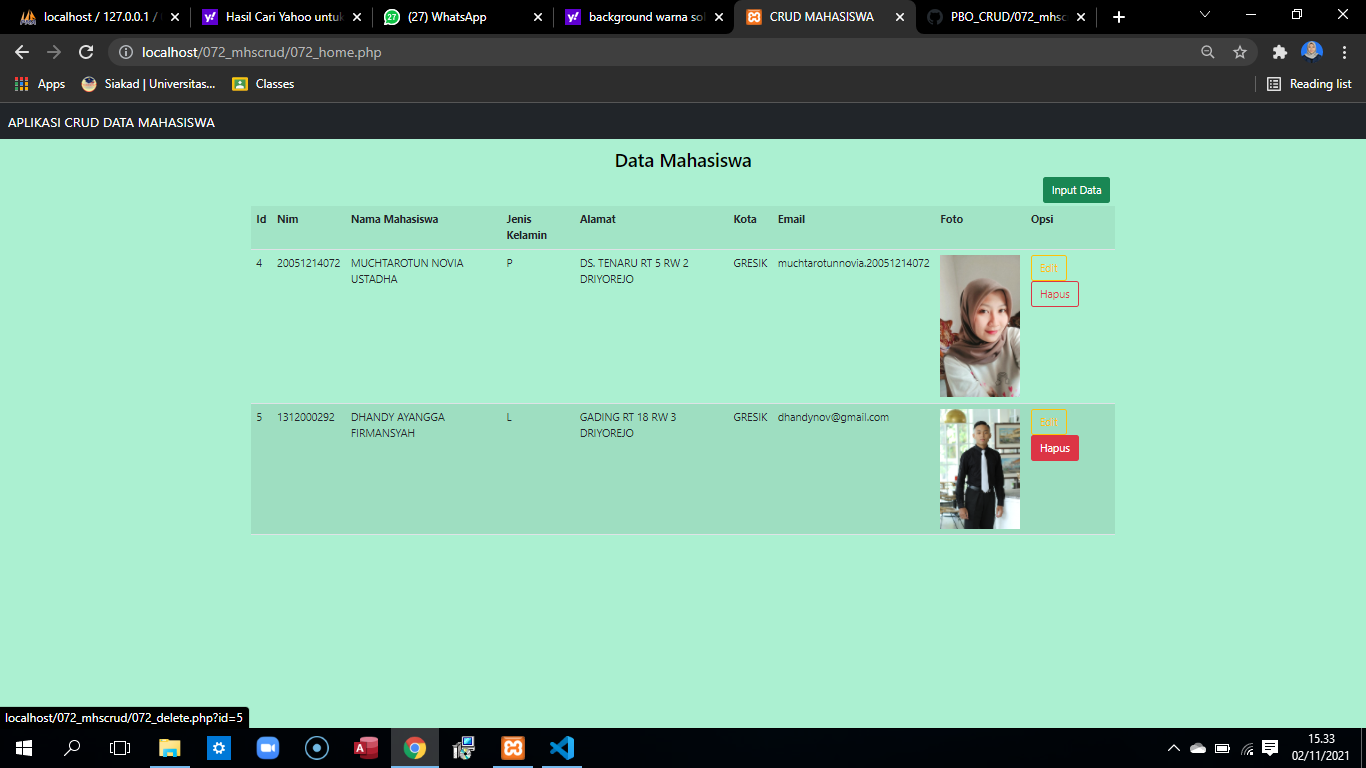 localhost / 127.0.0.1 /
Hasil Cari Yahoo untuk
(27) WhatsApp
background warna sol
CRUD MAHASISWA
PBO_CRUD/072_mhsc
localhost/072_mhscrud/072_home.php
Apps
Siakad | Universitas...
Classes
Reading list
APLIKASI CRUD DATA MAHASISWA
Data Mahasiswa
Input Data
Id Nim Nama Mahasiswa Jenis Alamat Kota Email Foto Opsi
Kelamin
4 20051214072 MUCHTAROTUN NOVIA P DS. TENARU RT 5 RW 2 GRESIK muchtarotunnovia.20051214072 Edit
USTADHA DRIYOREJO
Hapus
5 1312000292 DHANDY AYANGGA L GADING RT 18 RW 3 GRESIK dhandynov@gmail.com Edit
FIRMANSYAH DRIYOREJO
Hapus
localhost/072_mhscrud/072_delete.php?id=5
15.33
02/11/2021